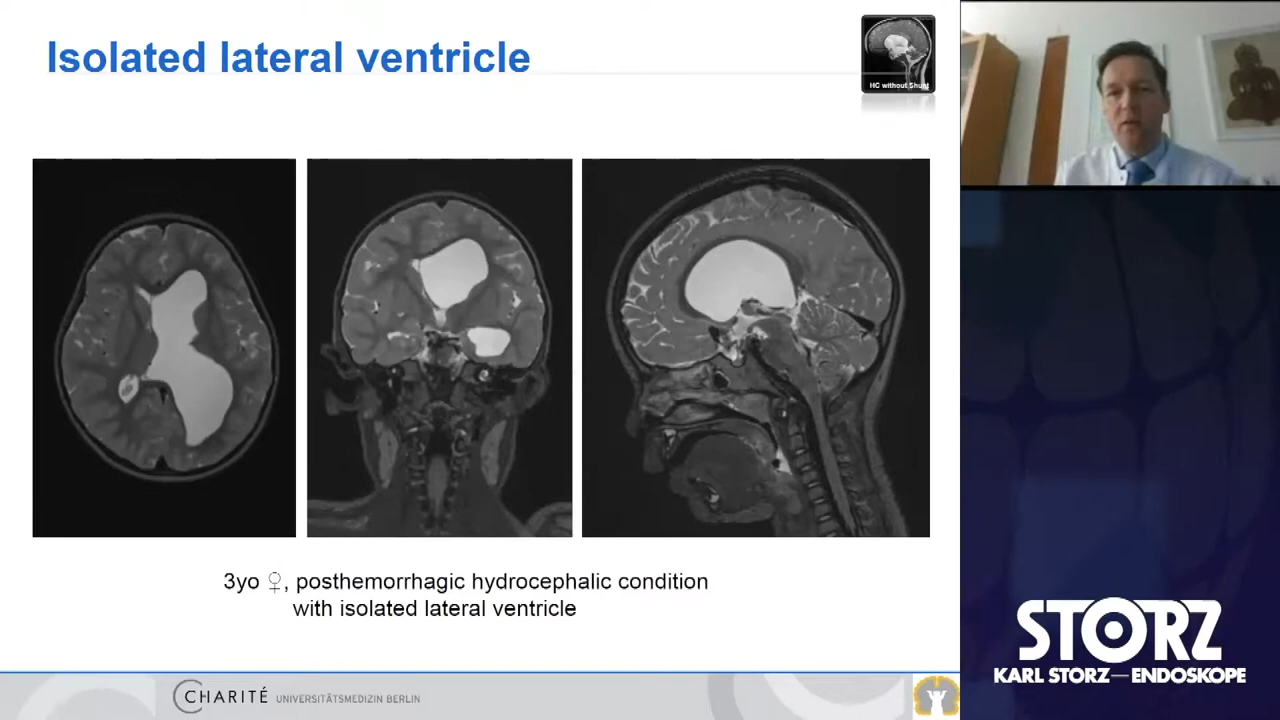 Isolated lateral ventricle
HC without Shunt
3yo ♀, posthemorrhagic hydrocephalic condition
with isolated lateral ventricle
CHARITÉ UNIVERSITÄTSMEDIZIN BERLIN
STORZ
KARL STORZ—ENDOSKOPE